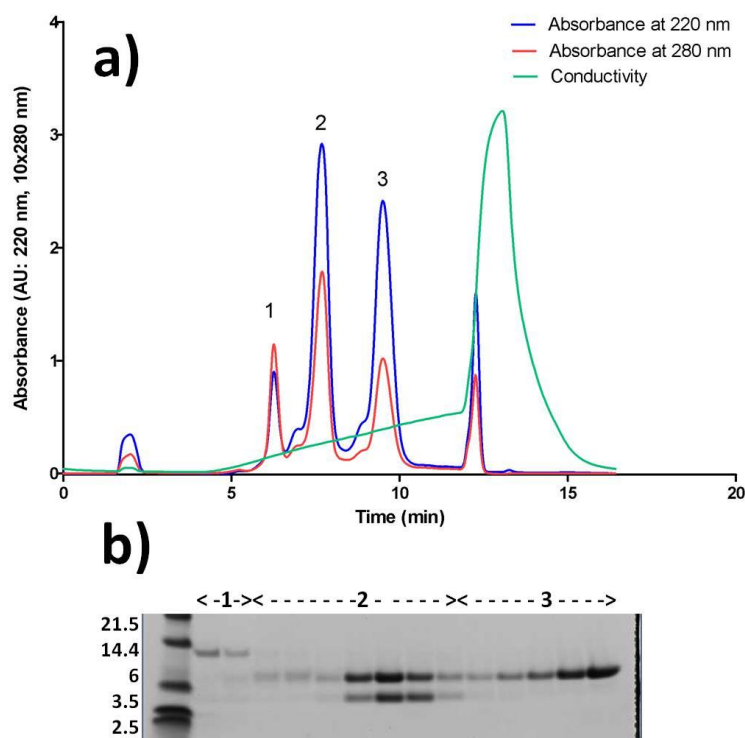 a)
Absorbance at 220 nm
Absorbance at 280 nm
Conductivity
Absorbance (AU: 220 nm, 10x280 nm)
4
3
2
1
0
1
2
3
0 5 10 15 20
Time (min)
b)
< -1-> < - - - - - - -2- - - - - - > < - - - - - 3 - - - - >
21.5
14.4
6
3.5
2.5